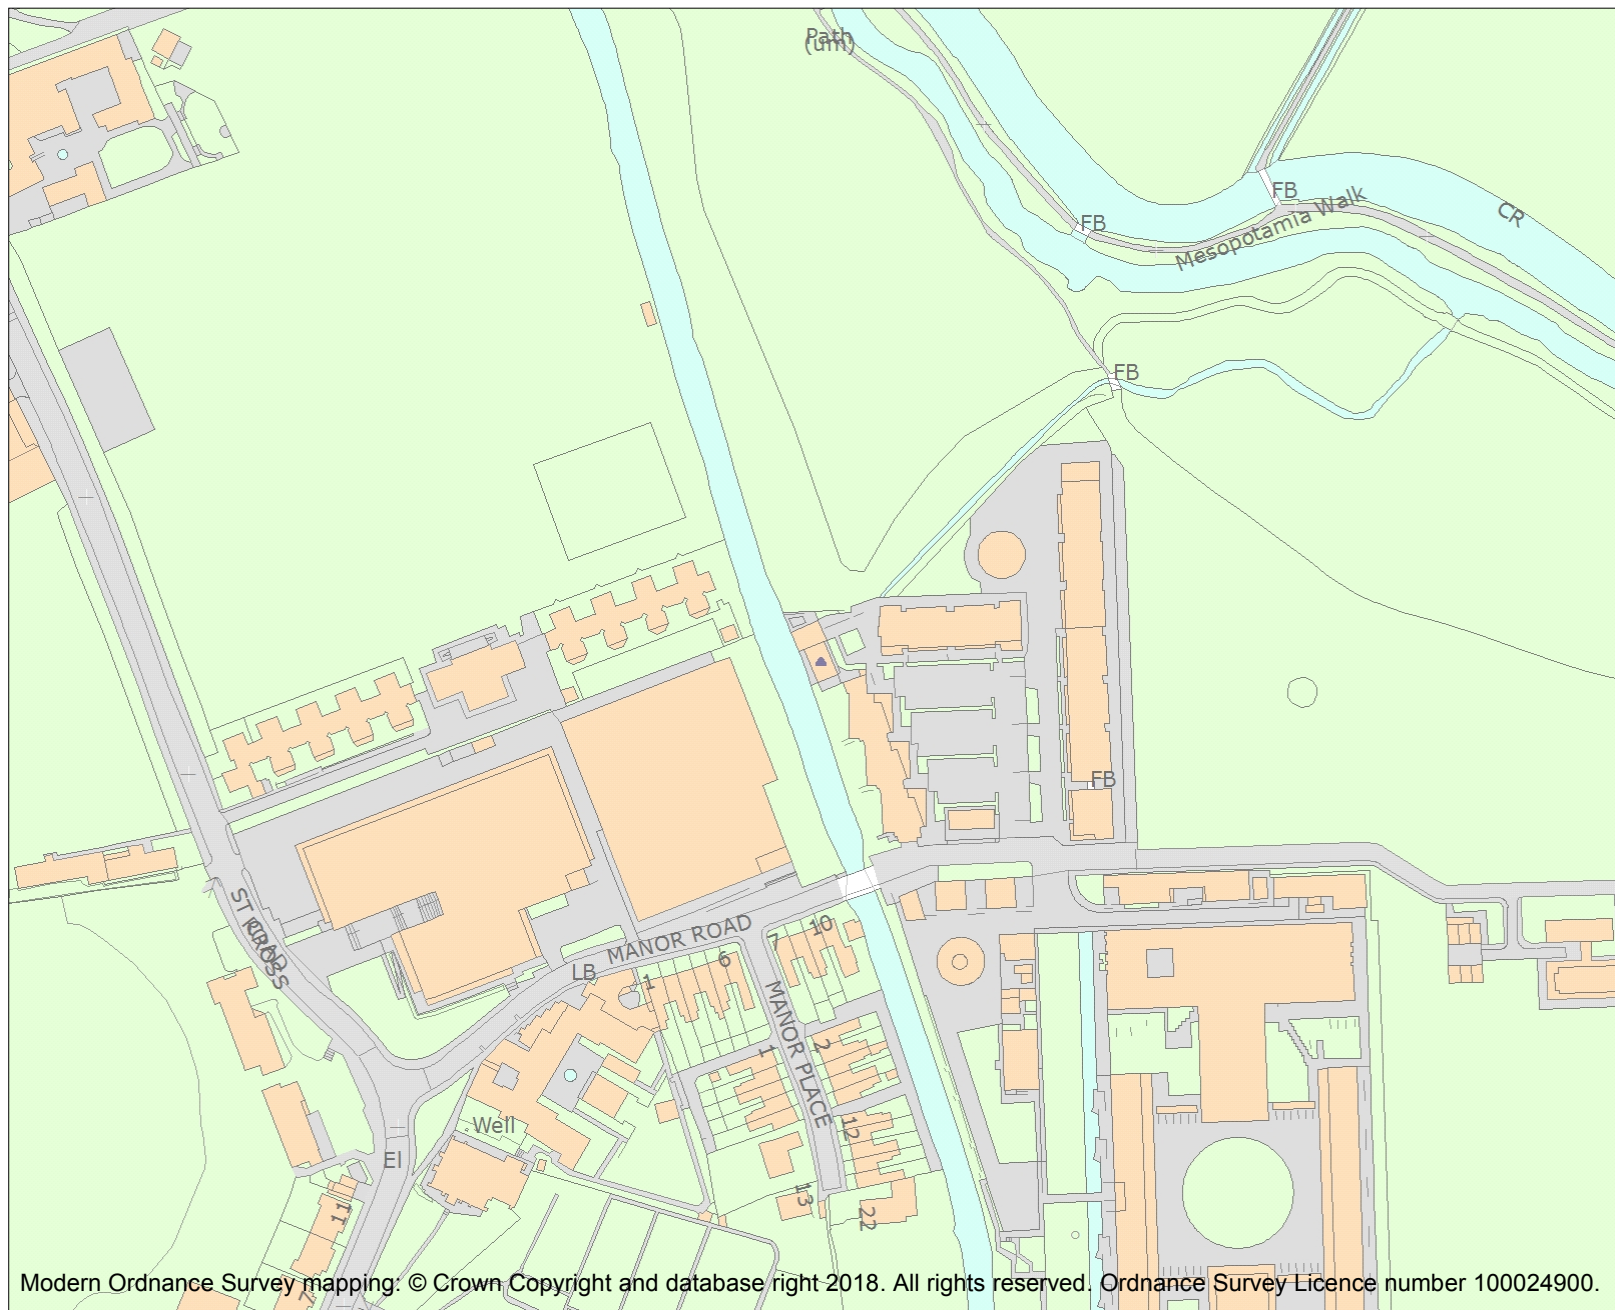 Path
(um)
FB
FB
Mesopotamia Walk
CR
FB
FB
ST CROSS
ROAD
MANOR ROAD
LB
1
6
7
10
MANOR PLACE
1
2
12
13
22
Well
El
11
7
Modern Ordnance Survey mapping: © Crown Copyright and database right 2018. All rights reserved. Ordnance Survey Licence number 100024900.